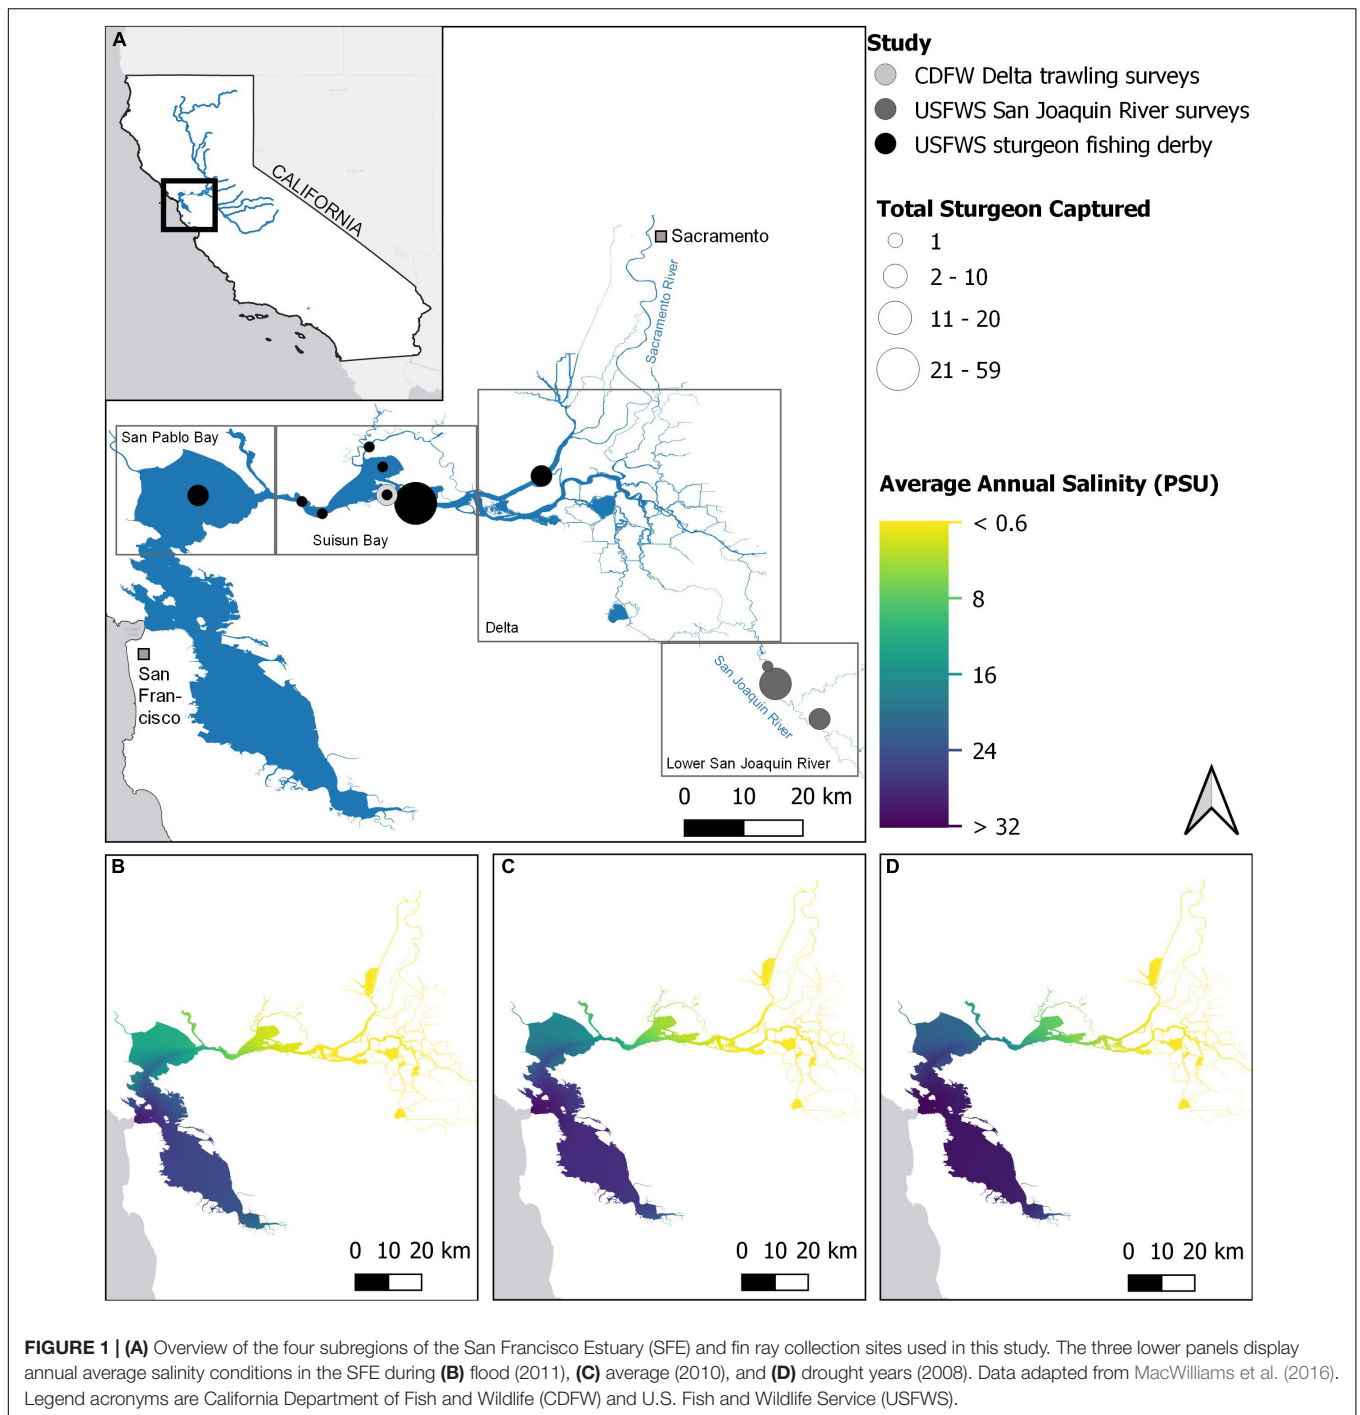 A
CALIFORNIA
Sacramento
Sacramento River
San Pablo Bay
Suisun Bay
Delta
San
Fran-
cisco
San Joaquin River
Lower San Joaquin River
0 10 20 km
Study
CDFW Delta trawling surveys
USFWS San Joaquin River surveys
USFWS sturgeon fishing derby
Total Sturgeon Captured
1
2 - 10
11 - 20
21 - 59
Average Annual Salinity (PSU)
< 0.6
8
16
24
> 32
B
0 10 20 km
C
0 10 20 km
D
0 10 20 km
FIGURE 1 | (A) Overview of the four subregions of the San Francisco Estuary (SFE) and fin ray collection sites used in this study. The three lower panels display
annual average salinity conditions in the SFE during (B) flood (2011), (C) average (2010), and (D) drought years (2008). Data adapted from MacWilliams et al. (2016).
Legend acronyms are California Department of Fish and Wildlife (CDFW) and U.S. Fish and Wildlife Service (USFWS).